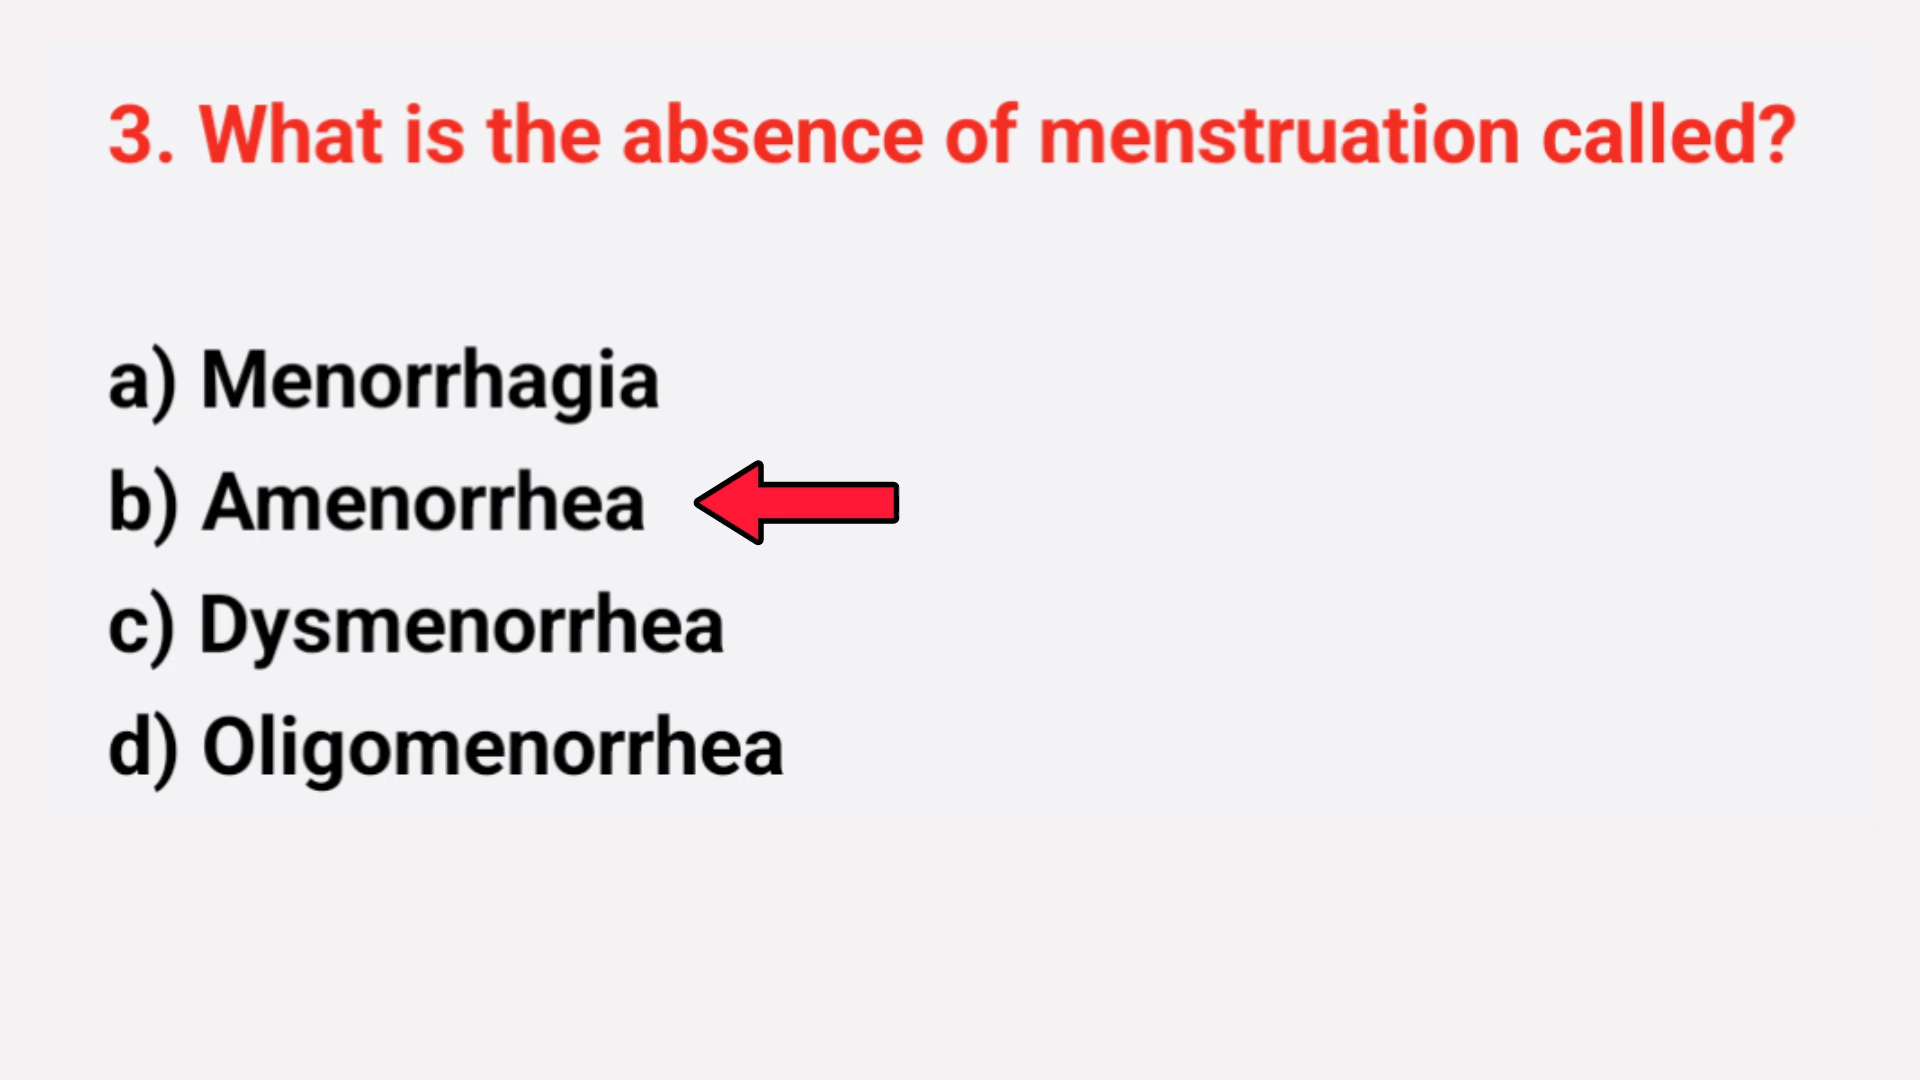 3. What is the absence of menstruation called?
a) Menorrhagia
b) Amenorrhea
c) Dysmenorrhea
d) Oligomenorrhea